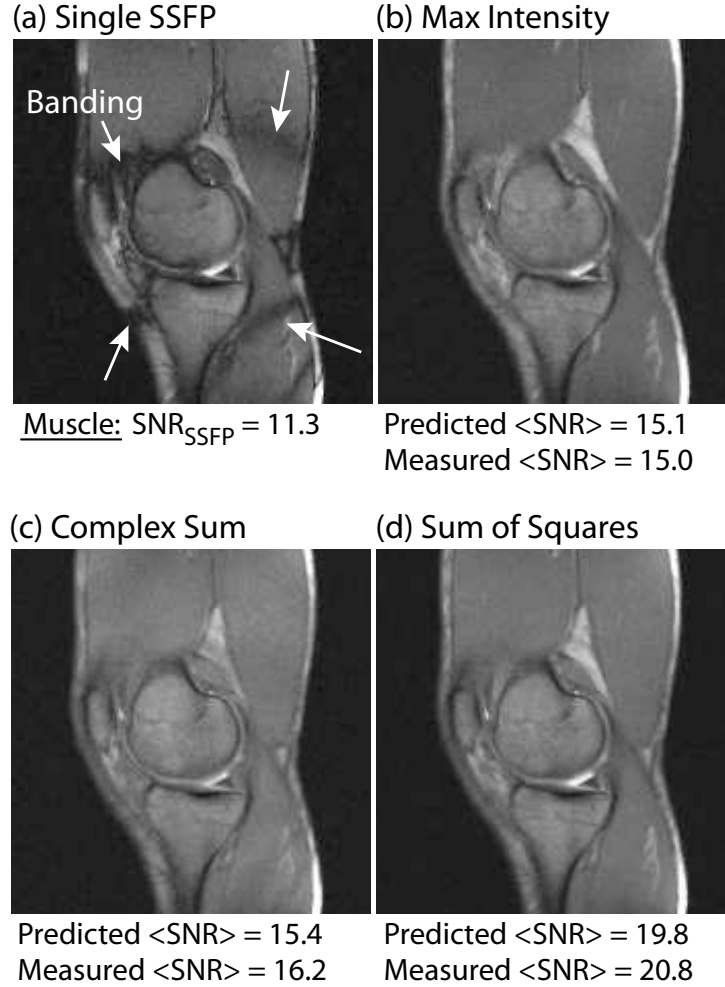 (a) Single SSFP
Banding
Muscle: SNRSSFP = 11.3
(b) Max Intensity
Predicted <SNR> = 15.1
Measured <SNR> = 15.0
(c) Complex Sum
Predicted <SNR> = 15.4
Measured <SNR> = 16.2
(d) Sum of Squares
Predicted <SNR> = 19.8
Measured <SNR> = 20.8